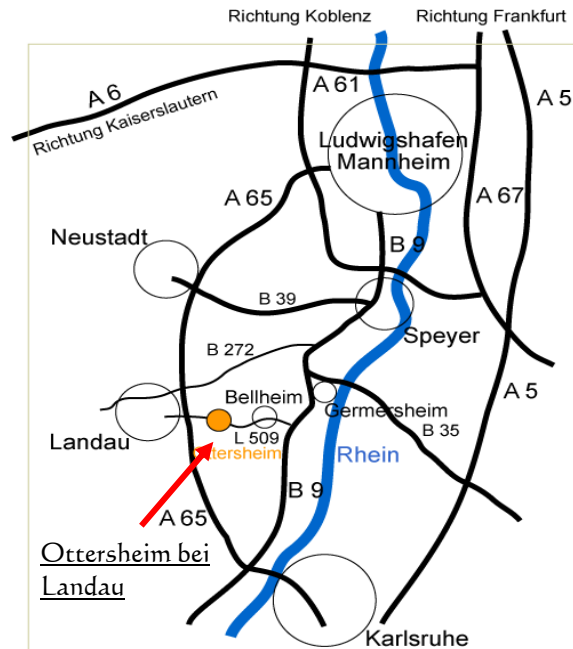 Richtung Koblenz
Richtung Frankfurt
A 6
Richtung Kaiserslautern
A 61
A 5
Ludwigshafen
Mannheim
A 65
A 67
Neustadt
B 9
B 39
Speyer
B 272
A 5
Bellheim
Germersheim
Landau
L 509
B 35
Ottersheim
Rhein
B 9
A 65
Ottersheim bei
Landau
Karlsruhe